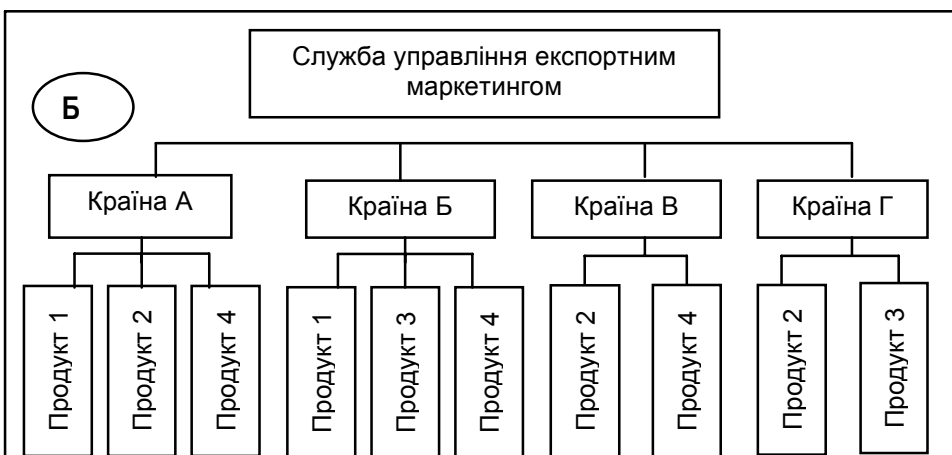 Служба управління експортним
маркетингом
Б
Країна А
Країна Б
Країна В
Країна Г
Продукт 1
Продукт 2
Продукт 4
Продукт 1
Продукт 3
Продукт 4
Продукт 2
Продукт 4
Продукт 2
Продукт 3